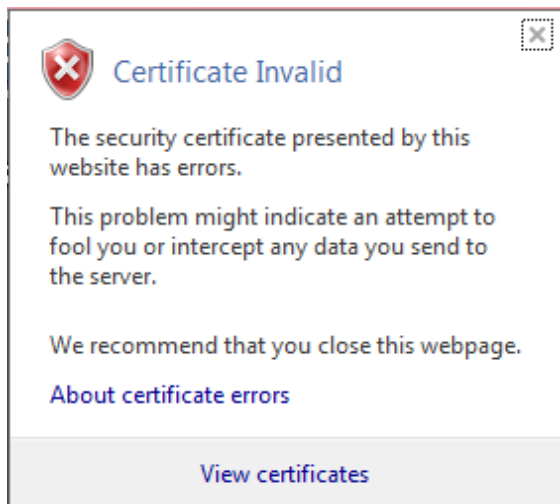 Certificate Invalid
The security certificate presented by this
website has errors.
This problem might indicate an attempt to
fool you or intercept any data you send to
the server.
We recommend that you close this webpage.
About certificate errors
View certificates